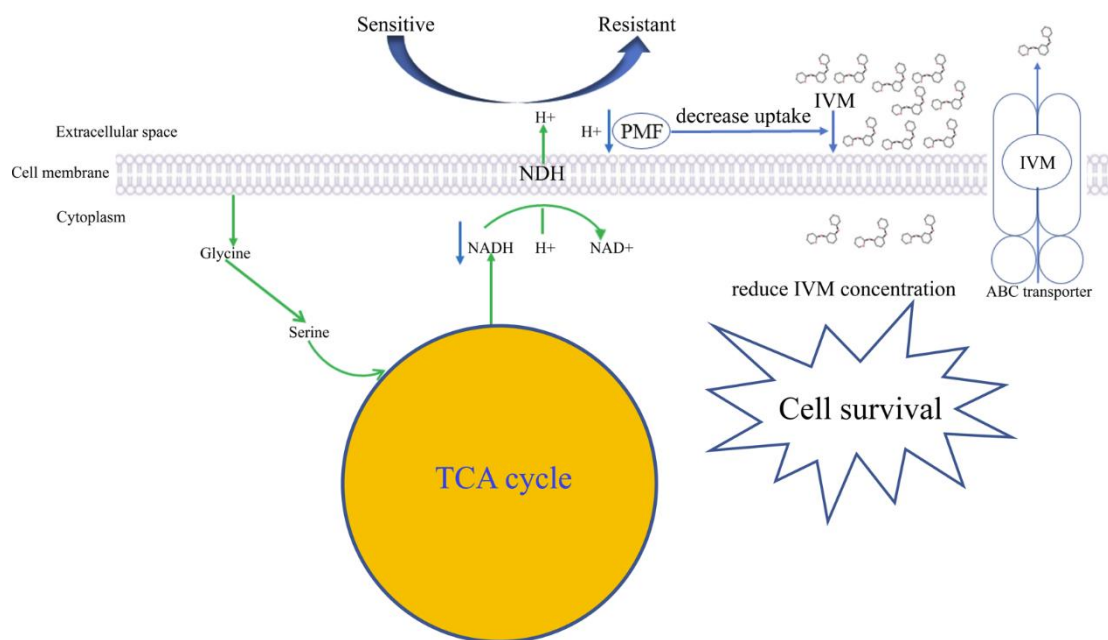 Sensitive
Resistant
IVM
H+
H+
PMF
decrease uptake
Extracellular space
Cell membrane
NDH
IVM
Cytoplasm
NADH
H+
NAD+
Glycine
reduce IVM concentration
ABC transporter
Serine
Cell survival
TCA cycle